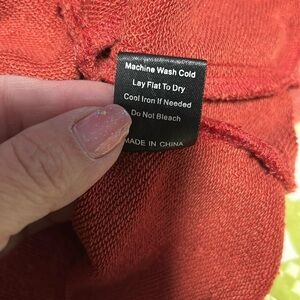 Machine Wash Cold
Lay Flat To Dry
Cool Iron If Needed
Do Not Bleach
MADE IN CHINA